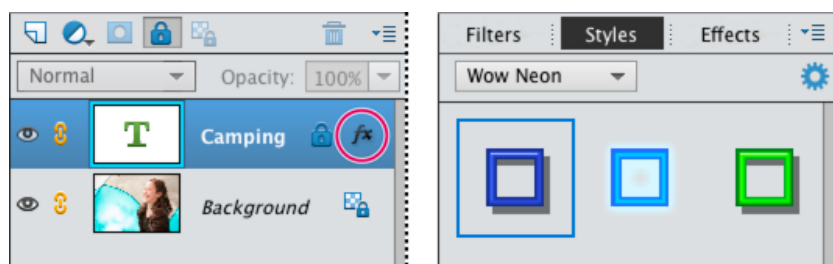 Filters Styles Effects
Normal Opacity: 100% Wow Neon
T Camping fx
Background